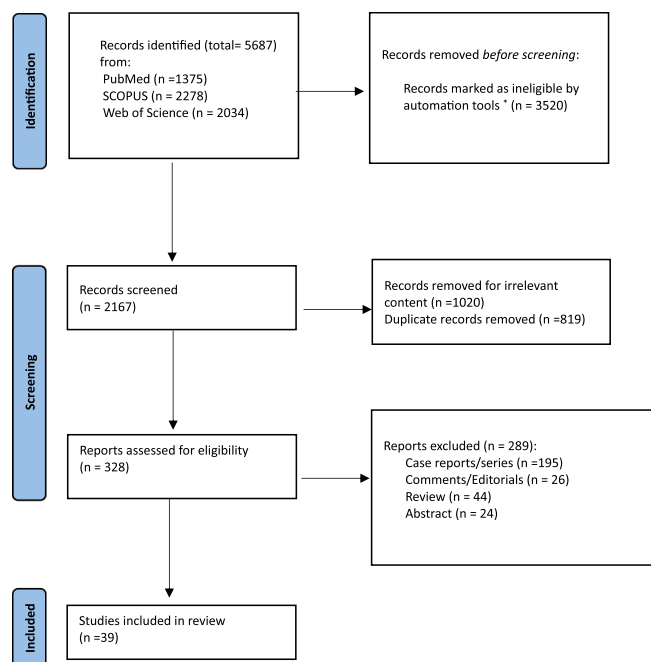 Identification
Records identified (total= 5687)
from:
PubMed (n =1375)
SCOPUS (n = 2278)
Web of Science (n = 2034)
Records removed before screening:
Records marked as ineligible by
automation tools * (n = 3520)
Screening
Records screened
(n = 2167)
Records removed for irrelevant
content (n =1020)
Duplicate records removed (n =819)
Reports assessed for eligibility
(n = 328)
Reports excluded (n = 289):
Case reports/series (n =195)
Comments/Editorials (n = 26)
Review (n = 44)
Abstract (n = 24)
Included
Studies included in review
(n =39)